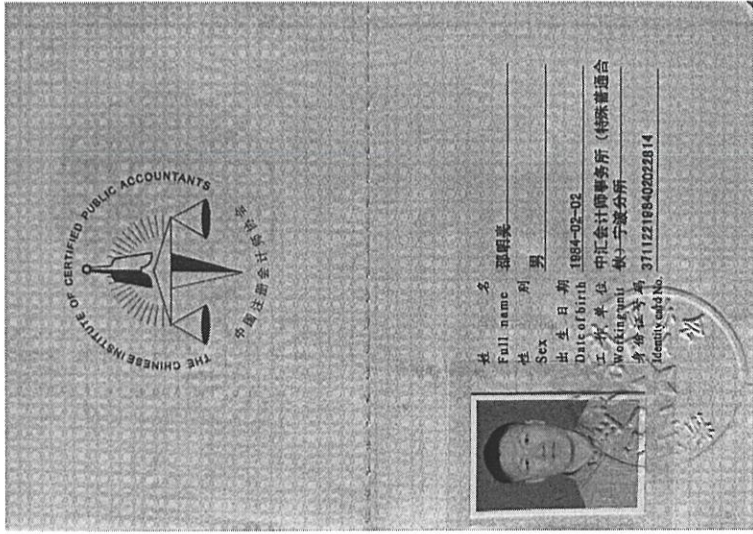 THE CHINESE INSTITUTE OF CERTIFIED PUBLIC ACCOUNTANTS
中国注册会计师协会
姓 名 邵明亮
Full name
性 别 男
Sex
出 生 日 期 1984-02-02
Date of birth
工 作 单 位 中汇会计师事务所（特殊普通合
Working unit 伙）宁波分所
身份证号码 371122198402022814
Identity card No.